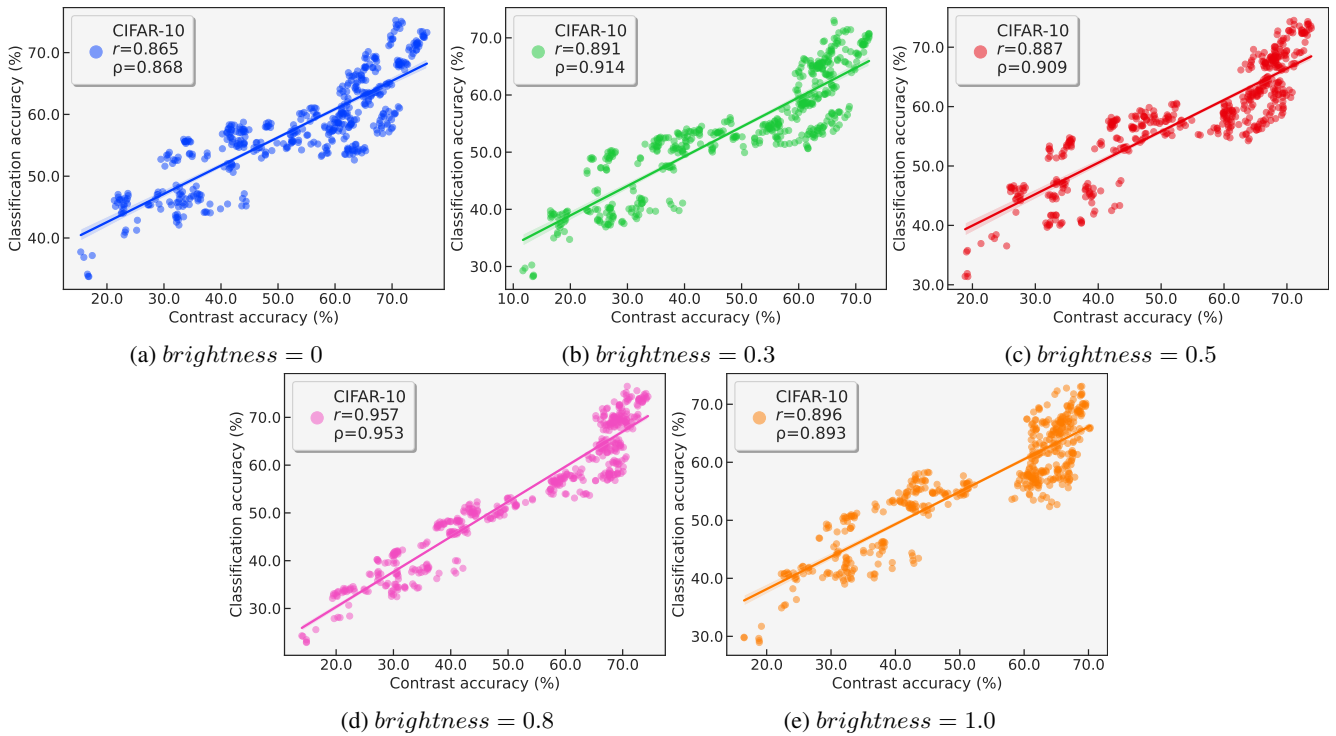 CIFAR-10
r=0.865
ρ=0.868
Classification accuracy (%)
70.0
60.0
50.0
40.0
20.0 30.0 40.0 50.0 60.0 70.0
Contrast accuracy (%)
(a) brightness = 0
CIFAR-10
r=0.891
ρ=0.914
Classification accuracy (%)
70.0
60.0
50.0
40.0
30.0
10.0 20.0 30.0 40.0 50.0 60.0 70.0
Contrast accuracy (%)
(b) brightness = 0.3
CIFAR-10
r=0.887
ρ=0.909
Classification accuracy (%)
70.0
60.0
50.0
40.0
30.0
20.0 30.0 40.0 50.0 60.0 70.0
Contrast accuracy (%)
(c) brightness = 0.5
CIFAR-10
r=0.957
ρ=0.953
Classification accuracy (%)
70.0
60.0
50.0
40.0
30.0
20.0 30.0 40.0 50.0 60.0 70.0
Contrast accuracy (%)
(d) brightness = 0.8
CIFAR-10
r=0.896
ρ=0.893
Classification accuracy (%)
70.0
60.0
50.0
40.0
30.0
20.0 30.0 40.0 50.0 60.0 70.0
Contrast accuracy (%)
(e) brightness = 1.0